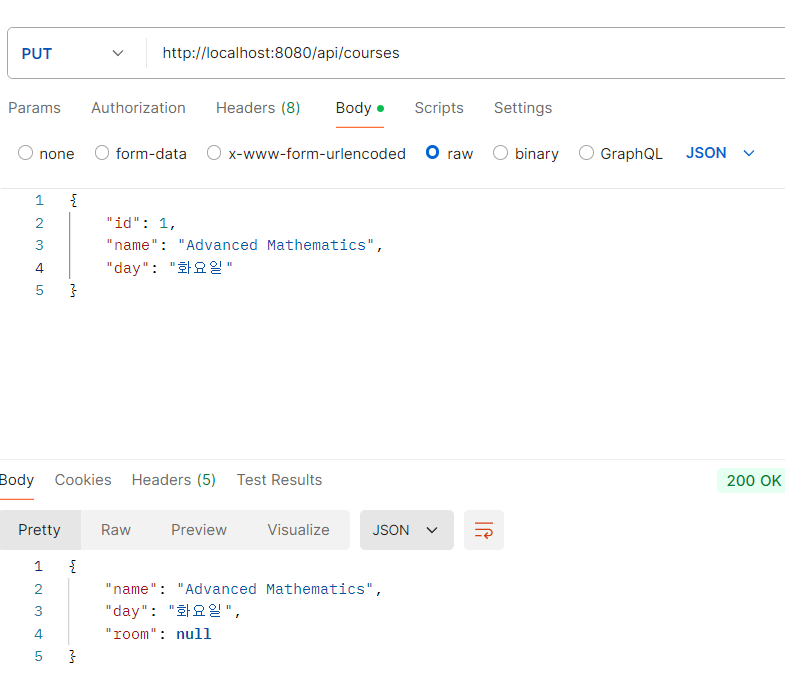 PUT http://localhost:8080/api/courses
Params Authorization Headers (8) Body Scripts Settings
none form-data x-www-form-urlencoded raw binary GraphQL JSON
1 {
2 "id": 1,
3 "name": "Advanced Mathematics",
4 "day": "화요일"
5 }
Body Cookies Headers (5) Test Results 200 OK
Pretty Raw Preview Visualize JSON
1 {
2 "name": "Advanced Mathematics",
3 "day": "화요일",
4 "room": null
5 }